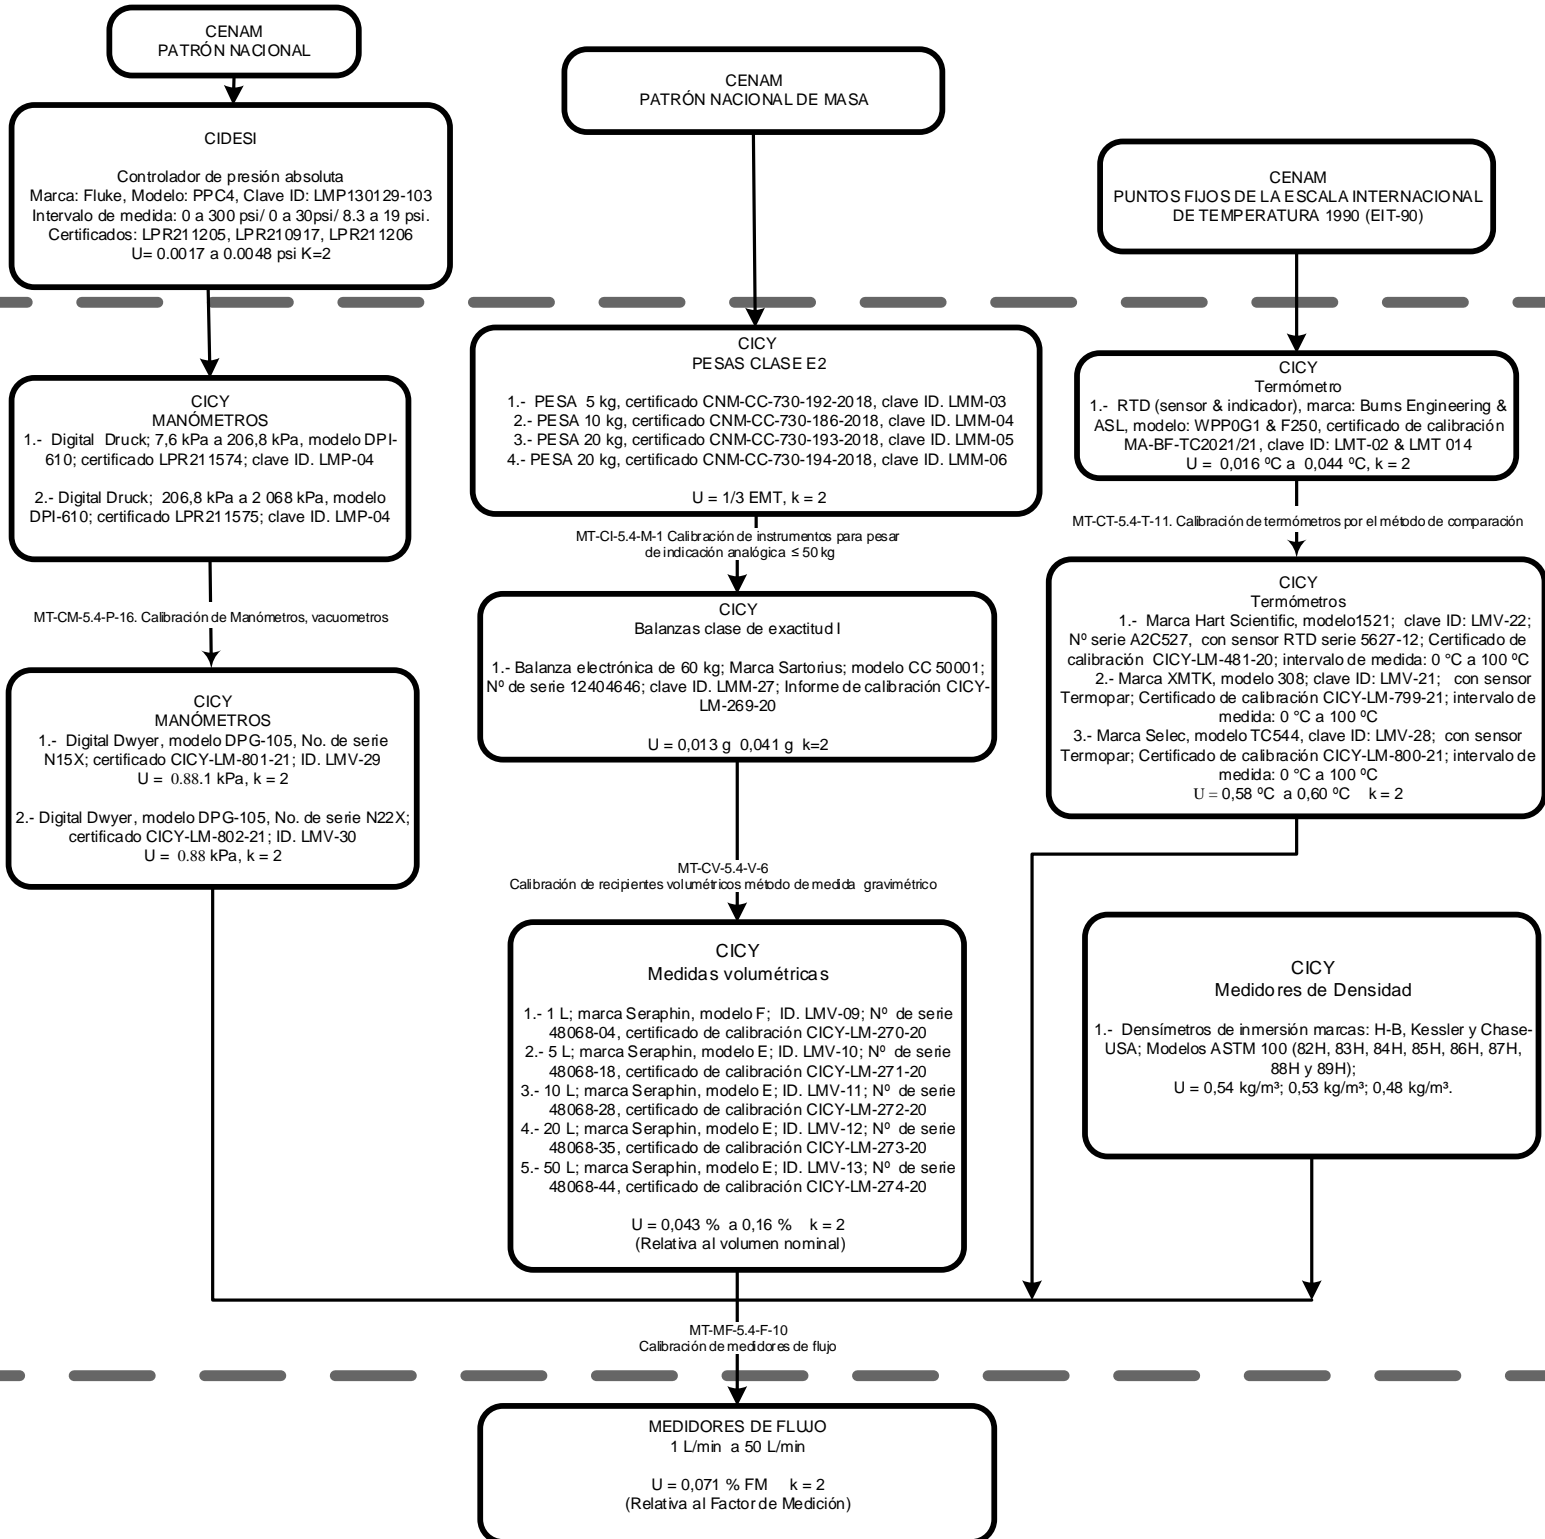 CENAM
PATRÓN NACIONAL
CIDESI
Controlador de presión absoluta
Marca: Fluke, Modelo: PPC4, Clave ID: LMP130129-103
Intervalo de medida: 0 a 300 psi/ 0 a 30psi/ 8.3 a 19 psi.
Certificados: LPR211205, LPR210917, LPR211206
U= 0.0017 a 0.0048 psi K=2
CICY
MANÓMETROS
1.- Digital Druck; 7,6 kPa a 206,8 kPa, modelo DPI-
610; certificado LPR211574; clave ID. LMP-04
2.- Digital Druck; 206,8 kPa a 2 068 kPa, modelo
DPI-610; certificado LPR211575; clave ID. LMP-04
MT-CM-5.4-P-16. Calibración de Manómetros, vacuometros
CICY
MANÓMETROS
1.- Digital Dwyer, modelo DPG-105, No. de serie
N15X; certificado CICY-LM-801-21; ID. LMV-29
U = 0.88.1 kPa, k = 2
2.- Digital Dwyer, modelo DPG-105, No. de serie N22X;
certificado CICY-LM-802-21; ID. LMV-30
U = 0.88 kPa, k = 2
CENAM
PATRÓN NACIONAL DE MASA
CICY
PESAS CLASE E2
1.- PESA 5 kg, certificado CNM-CC-730-192-2018, clave ID. LMM-03
2.- PESA 10 kg, certificado CNM-CC-730-186-2018, clave ID. LMM-04
3.- PESA 20 kg, certificado CNM-CC-730-193-2018, clave ID. LMM-05
4.- PESA 20 kg, certificado CNM-CC-730-194-2018, clave ID. LMM-06
U = 1/3 EMT, k = 2
MT-CI-5.4-M-1 Calibración de instrumentos para pesar
de indicación analógica ≤ 50 kg
CICY
Balanzas clase de exactitud I
1.- Balanza electrónica de 60 kg; Marca Sartorius; modelo CC 50001;
Nº de serie 12404646; clave ID. LMM-27; Informe de calibración CICY-
LM-269-20
U = 0,013 g 0,041 g k=2
MT-CV-5.4-V-6
Calibración de recipientes volumétricos método de medida gravimétrico
CICY
Medidas volumétricas
1.- 1 L; marca Seraphin, modelo F; ID. LMV-09; Nº de serie
48068-04, certificado de calibración CICY-LM-270-20
2.- 5 L; marca Seraphin, modelo E; ID. LMV-10; Nº de serie
48068-18, certificado de calibración CICY-LM-271-20
3.- 10 L; marca Seraphin, modelo E; ID. LMV-11; Nº de serie
48068-28, certificado de calibración CICY-LM-272-20
4.- 20 L; marca Seraphin, modelo E; ID. LMV-12; Nº de serie
48068-35, certificado de calibración CICY-LM-273-20
5.- 50 L; marca Seraphin, modelo E; ID. LMV-13; Nº de serie
48068-44, certificado de calibración CICY-LM-274-20
U = 0,043 % a 0,16 % k = 2
(Relativa al volumen nominal)
CENAM
PUNTOS FIJOS DE LA ESCALA INTERNACIONAL
DE TEMPERATURA 1990 (EIT-90)
CICY
Termómetro
1.- RTD (sensor & indicador), marca: Burns Engineering &
ASL, modelo: WPP0G1 & F250, certificado de calibración
MA-BF-TC2021/21, clave ID: LMT-02 & LMT 014
U = 0,016 ºC a 0,044 ºC, k = 2
MT-CT-5.4-T-11. Calibración de termómetros por el método de comparación
CICY
Termómetros
1.- Marca Hart Scientific, modelo1521; clave ID: LMV-22;
Nº serie A2C527, con sensor RTD serie 5627-12; Certificado de
calibración CICY-LM-481-20; intervalo de medida: 0 °C a 100 ºC
2.- Marca XMTK, modelo 308; clave ID: LMV-21; con sensor
Termopar; Certificado de calibración CICY-LM-799-21; intervalo de
medida: 0 °C a 100 ºC
3.- Marca Selec, modelo TC544, clave ID: LMV-28; con sensor
Termopar; Certificado de calibración CICY-LM-800-21; intervalo de
medida: 0 °C a 100 ºC
U = 0,58 ºC a 0,60 ºC k = 2
CICY
Medidores de Densidad
1.- Densímetros de inmersión marcas: H-B, Kessler y Chase-
USA; Modelos ASTM 100 (82H, 83H, 84H, 85H, 86H, 87H,
88H y 89H);
U = 0,54 kg/m³; 0,53 kg/m³; 0,48 kg/m³.
MT-MF-5.4-F-10
Calibración de medidores de flujo
MEDIDORES DE FLUJO
1 L/min a 50 L/min
U = 0,071 % FM k = 2
(Relativa al Factor de Medición)